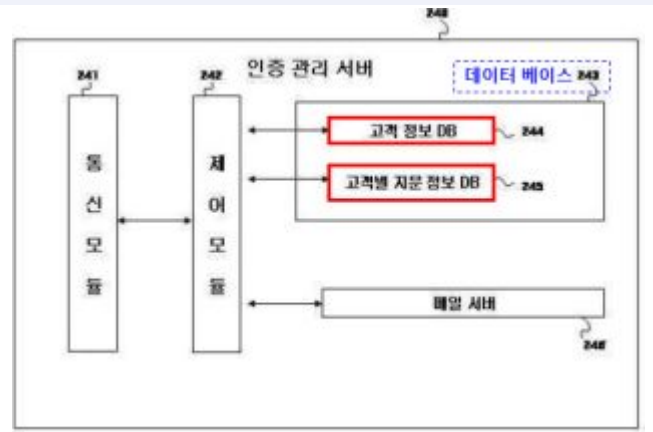 240
인증 관리 서버
241
242
데이터 베이스 243
고객 정보 DB
244
고객별 지문 정보 DB
245
통신모듈
제어모듈
메일 서버
246